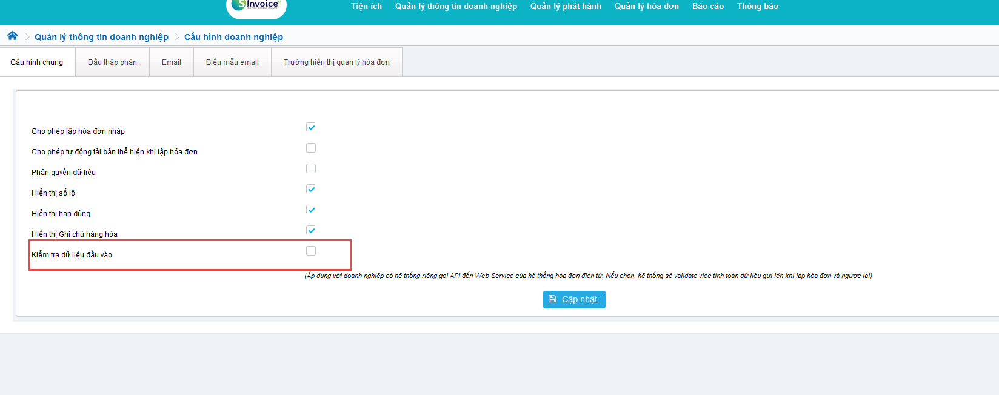 SInvoice
Tiện ích Quản lý thông tin doanh nghiệp Quản lý phát hành Quản lý hóa đơn Báo cáo Thông báo
Quản lý thông tin doanh nghiệp Cấu hình doanh nghiệp
Cấu hình chung Dấu thập phân Email Biểu mẫu email Trường hiển thị quản lý hóa đơn
Cho phép lập hóa đơn nháp
Cho phép tự động tải bản thể hiện khi lập hóa đơn
Phân quyền dữ liệu
Hiển thị số lô
Hiển thị hạn dùng
Hiển thị Ghi chú hàng hóa
Kiểm tra dữ liệu đầu vào
(Áp dụng với doanh nghiệp có hệ thống riêng gọi API đến Web Service của hệ thống hóa đơn điện tử. Nếu chọn, hệ thống sẽ validate việc tính toán dữ liệu gửi lên khi lập hóa đơn và ngược lại)
Cập nhật